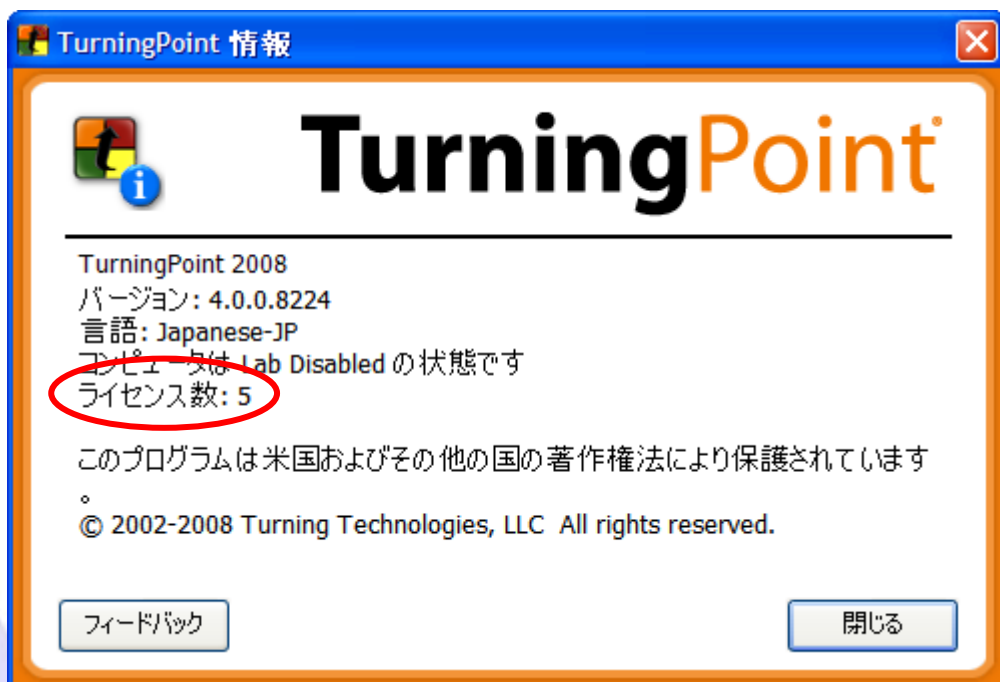 TurningPoint 情報
TurningPoint
TurningPoint 2008
バージョン: 4.0.0.8224
言語: Japanese-JP
コンピュータは Lab Disabled の状態です
ライセンス数: 5
このプログラムは米国およびその他の国の著作権法により保護されています
。
© 2002-2008 Turning Technologies, LLC  All rights reserved.
フィードバック
閉じる